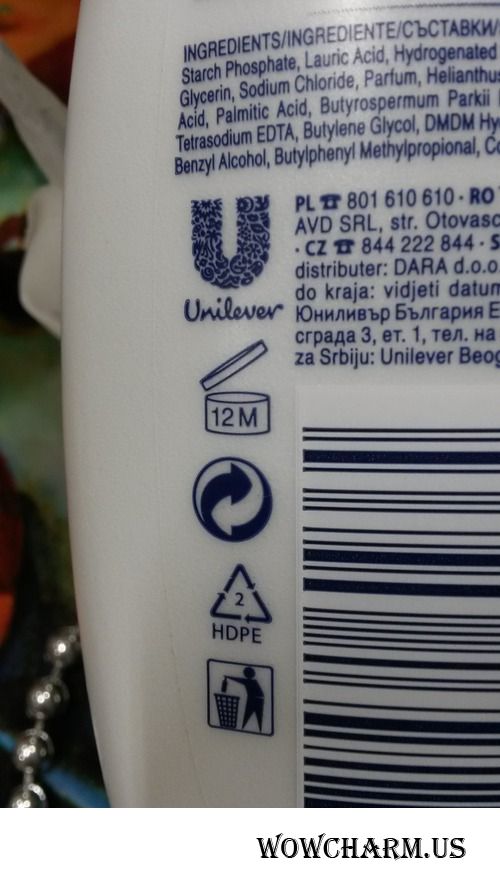 INGREDIENTS/INGREDIENTE/СЪСТАВКИ/
Starch Phosphate, Lauric Acid, Hydrogenated
Glycerin, Sodium Chloride, Parfum, Helianthus
Acid, Palmitic Acid, Butyrospermum Parkii
Tetrasodium EDTA, Butylene Glycol, DMDM Hy
Benzyl Alcohol, Butylphenyl Methylpropional, Co
Unilever
PL ☎ 801 610 610 · RO
AVD SRL, str. Otovasc
· CZ ☎ 844 222 844 · S
distributer: DARA d.o.o.
do kraja: vidjeti datum
Юниливър България Е
сграда 3, ет. 1, тел. на
za Srbiju: Unilever Beog
12 M
2
HDPE
WOWCHARM.US